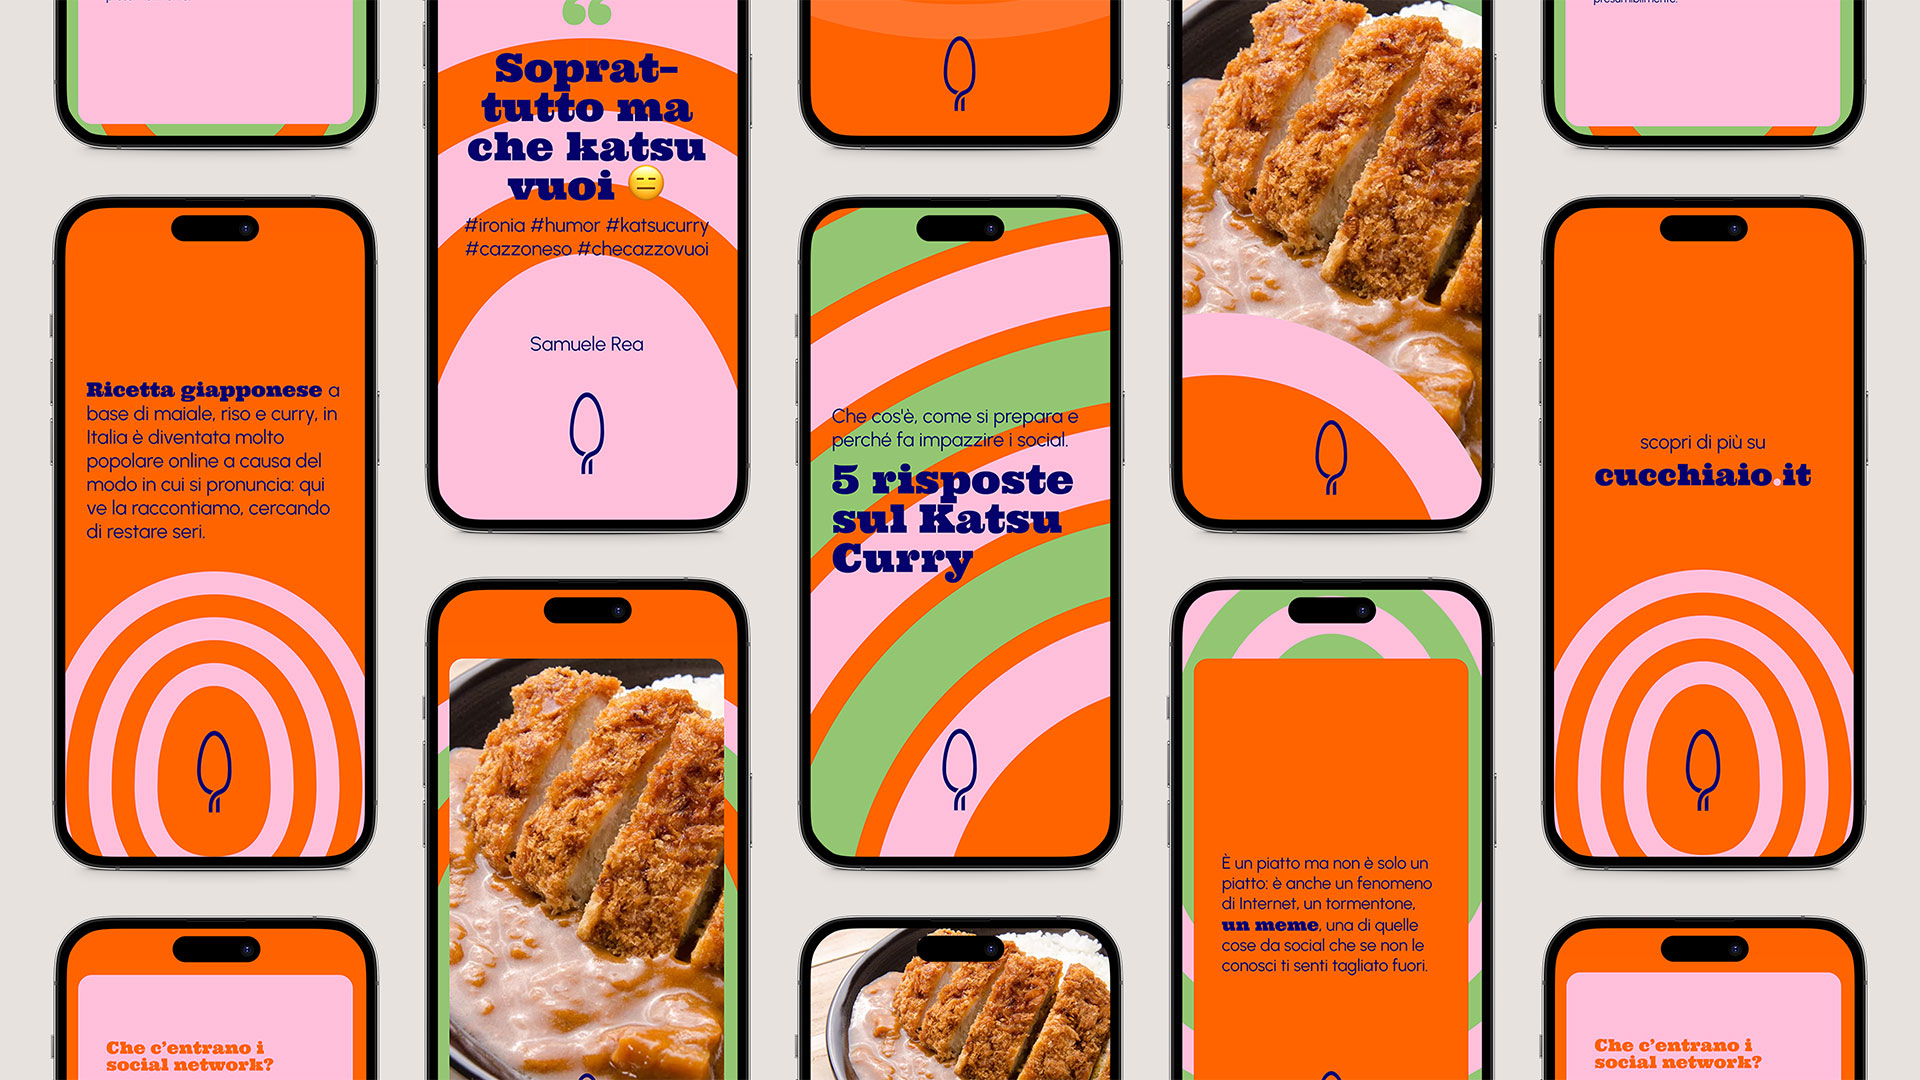 presumibilmente.
Soprat-
tutto ma
che katsu
vuoi 😑
#ironia #humor #katsucurry
#cazzoneso #checazzovuoi
Samuele Rea
Ricetta giapponese a
base di maiale, riso e curry, in
Italia è diventata molto
popolare online a causa del
modo in cui si pronuncia: qui
ve la raccontiamo, cercando
di restare seri.
Che cos'è, come si prepara e
perché fa impazzire i social.
5 risposte
sul Katsu
Curry
scopri di più su
cucchiaio.it
È un piatto ma non è solo un
piatto: è anche un fenomeno
di Internet, un tormentone,
un meme, una di quelle
cose da social che se non le
conosci ti senti tagliato fuori.
Che c’entrano i
social network?
Che c’entrano i
social network?